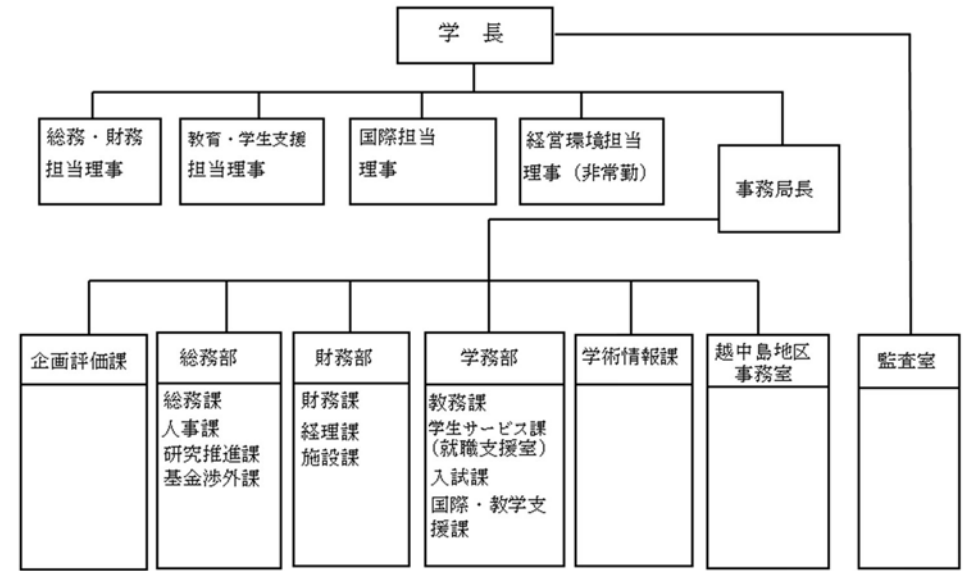 学 長
総務・財務
担当理事
教育・学生支援
担当理事
国際担当
理事
経営環境担当
理事（非常勤）
事務局長
企画評価課
総務部
総務課
人事課
研究推進課
基金渉外課
財務部
財務課
経理課
施設課
学務部
教務課
学生サービス課
（就職支援室）
入試課
国際・教学支
援課
学術情報課
越中島地区
事務室
監査室